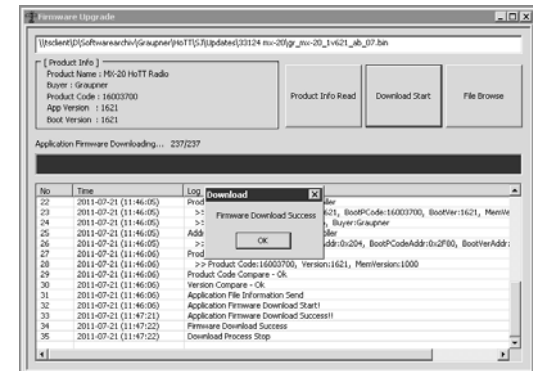 Firmware Upgrade
\\tsclient\D\Softwarearchiv\Graupner\HoTT\SJ\Updated\33124 mx-20\gr_mx-20_1v621_ab_07.bin
[ Product Info ]
Product Name : MX-20 HoTT Radio
Buyer : Graupner
Product Code : 16003700
App Version : 1621
Boot Version : 1621
Product Info Read
Download Start
File Browse
Application Firmware Downloading... 237/237
No Time Log
22 2011-07-21 (11:46:05) Prod
23 2011-07-21 (11:46:05) >> 621, BootPCode:16003700, BootVer:1621, MemVe
24 2011-07-21 (11:46:05) >> , Buyer:Graupner
25 2011-07-21 (11:46:05) Addr
26 2011-07-21 (11:46:05) >> ddr:0x204, BootPCodeAddr:0x2F80, BootVerAddr:
27 2011-07-21 (11:46:06) Prod
28 2011-07-21 (11:46:06) >> Product Code:16003700, Version:1621, MemVersion:1000
29 2011-07-21 (11:46:06) Product Code Compare - Ok
30 2011-07-21 (11:46:06) Version Compare - Ok
31 2011-07-21 (11:46:06) Application File Information Send
32 2011-07-21 (11:46:06) Application Firmware Download Start!
33 2011-07-21 (11:47:21) Application Firmware Download Success!!
34 2011-07-21 (11:47:22) Firmware Download Success
35 2011-07-21 (11:47:22) Download Process Stop
Download
Firmware Download Success
OK